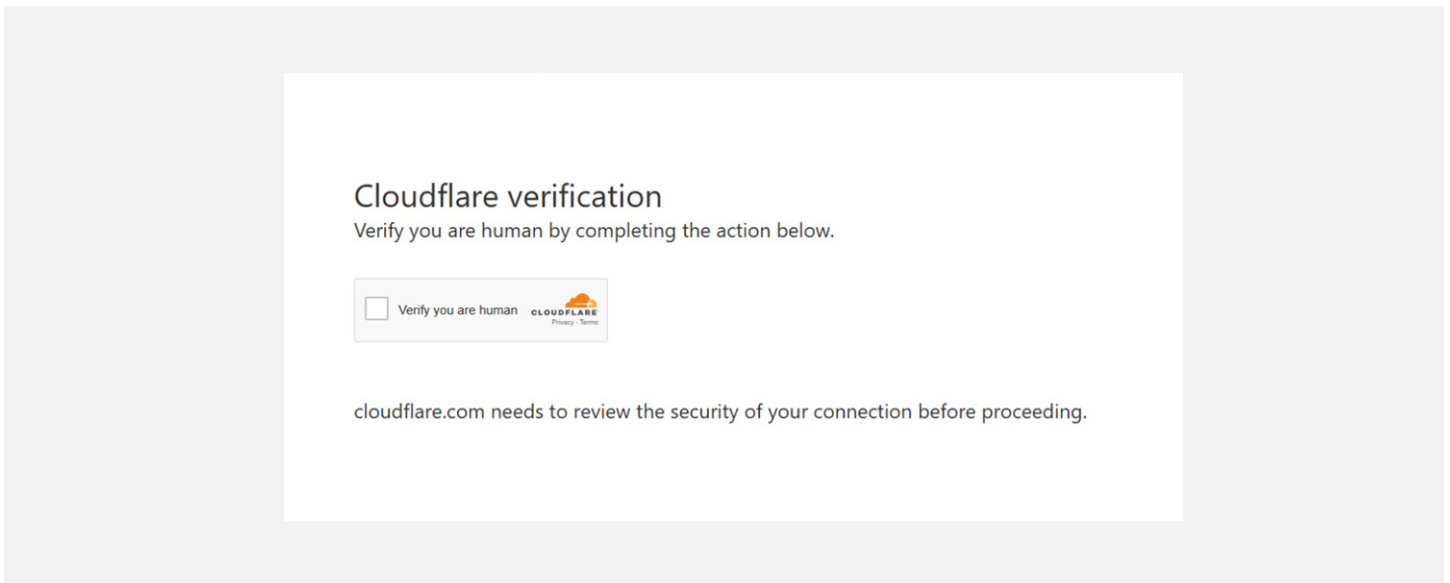 Cloudflare verification
Verify you are human by completing the action below.
Verify you are human
CLOUDFLARE
Privacy - Terms
cloudflare.com needs to review the security of your connection before proceeding.